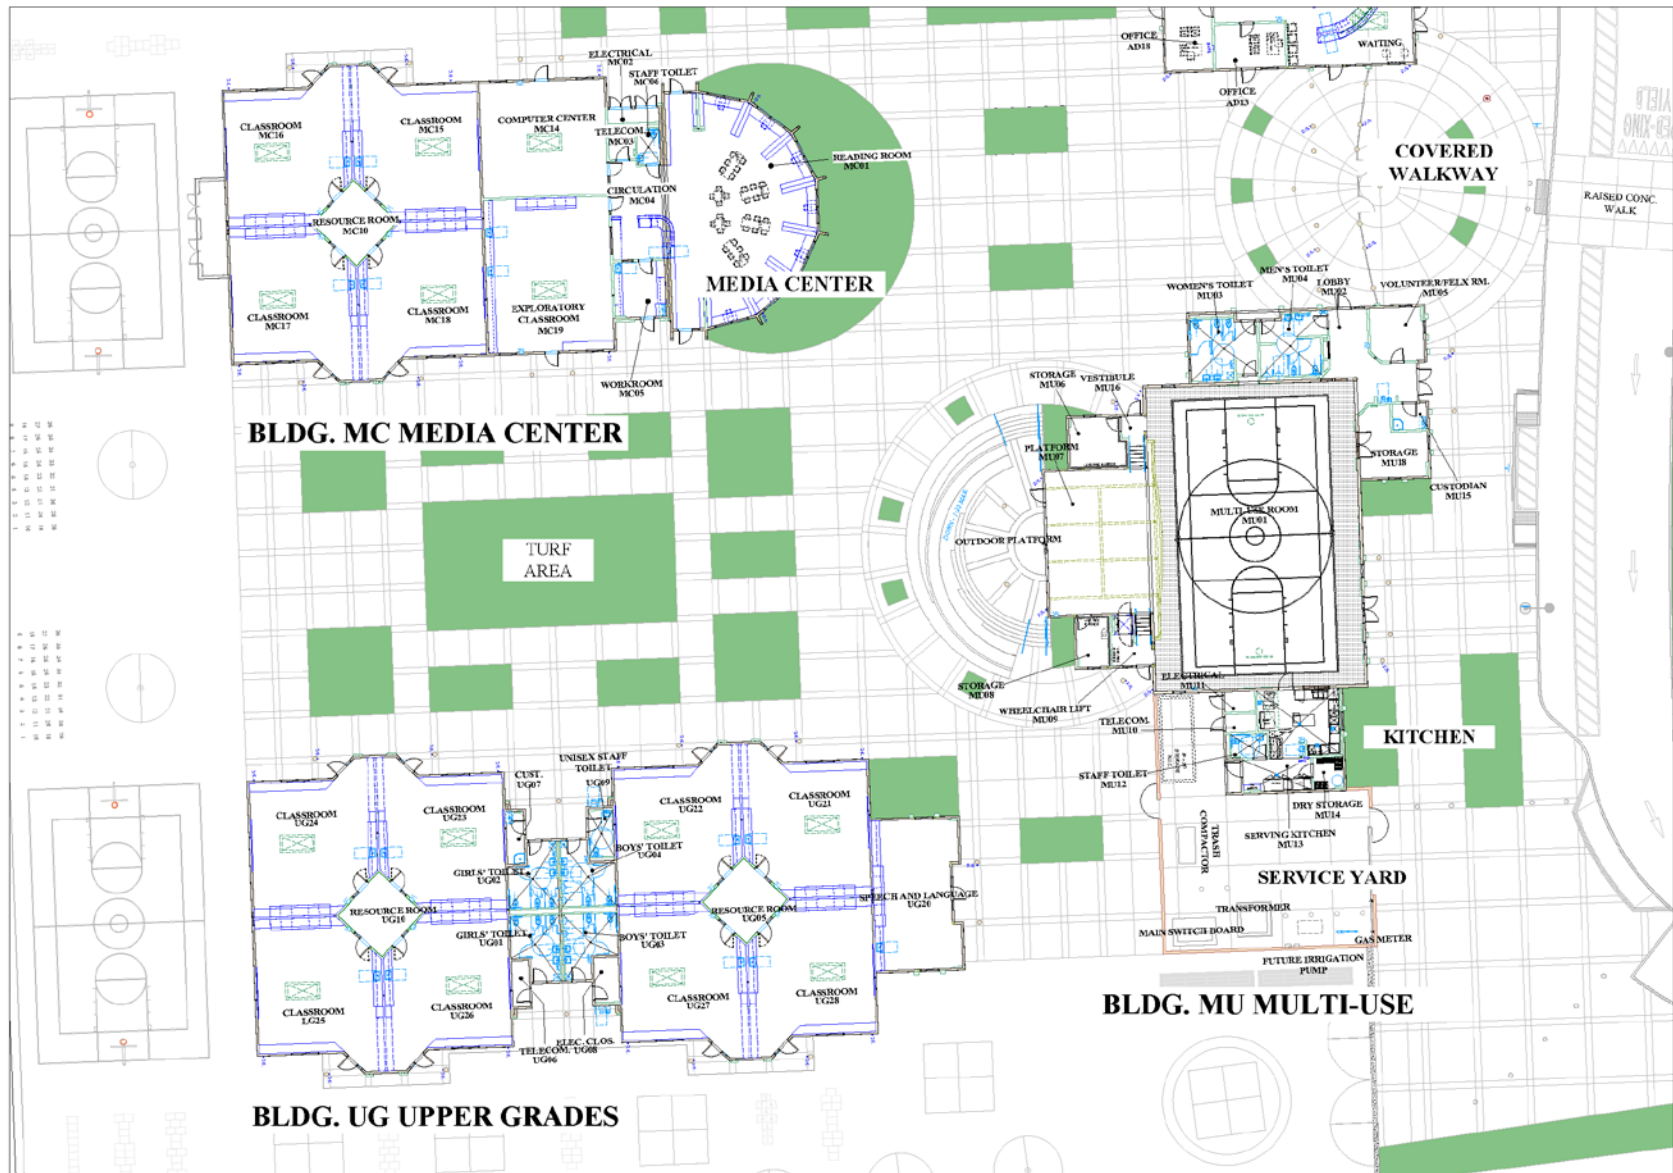 OFFICE
AD18
WAITING
OFFICE
AD13
ELECTRICAL
MC02
STAFF TOILET
MC06
CLASSROOM
MC16
CLASSROOM
MC15
COMPUTER CENTER
MC14
TELECOM.
MC03
READING ROOM
MC01
CIRCULATION
MC04
RESOURCE ROOM
MC10
CLASSROOM
MC17
CLASSROOM
MC18
EXPLORATORY
CLASSROOM
MC19
WORKROOM
MC05
MEDIA CENTER
BLDG. MC MEDIA CENTER
COVERED
WALKWAY
RAISED CONC.
WALK
MEN'S TOILET
MU04
WOMEN'S TOILET
MU03
LOBBY
MU02
VOLUNTEER/FELX RM.
MU05
STORAGE
MU06
VESTIBULE
MU16
PLATFORM
MU07
STORAGE
MU18
CUSTODIAN
MU15
MULTI-USE ROOM
MU01
OUTDOOR PLATFORM
TURF
AREA
STORAGE
MU08
WHEELCHAIR LIFT
MU09
ELECTRICAL
MU11
TELECOM.
MU10
STAFF TOILET
MU12
KITCHEN
DRY STORAGE
MU14
SERVING KITCHEN
MU13
TRASH
COMPACTOR
SERVICE YARD
TRANSFORMER
MAIN SWITCH BOARD
GAS METER
FUTURE IRRIGATION
PUMP
BLDG. MU MULTI-USE
UNISEX STAFF
TOILET
UG09
CUST.
UG07
CLASSROOM
UG24
CLASSROOM
UG23
CLASSROOM
UG22
CLASSROOM
UG21
BOYS' TOILET
UG04
GIRLS' TOILET
UG02
RESOURCE ROOM
UG10
RESOURCE ROOM
UG05
SPEECH AND LANGUAGE
UG20
GIRLS' TOILET
UG01
BOYS' TOILET
UG03
CLASSROOM
LG25
CLASSROOM
UG26
CLASSROOM
UG27
CLASSROOM
UG28
TELECOM.
UG06
ELEC. CLOS.
UG08
BLDG. UG UPPER GRADES